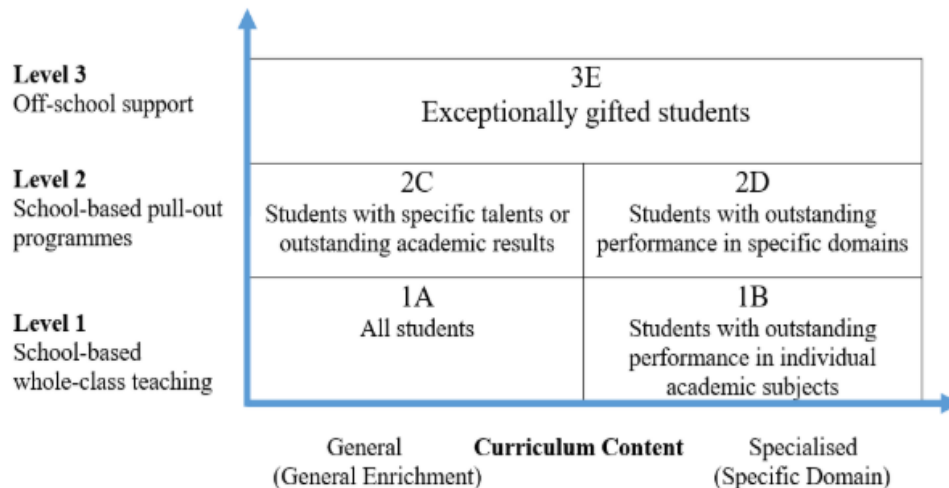 Level 3
Off-school support
3E
Exceptionally gifted students
Level 2
School-based pull-out
programmes
2C
Students with specific talents or
outstanding academic results
2D
Students with outstanding
performance in specific domains
Level 1
School-based
whole-class teaching
1A
All students
1B
Students with outstanding
performance in individual
academic subjects
General
(General Enrichment)
Curriculum Content
Specialised
(Specific Domain)